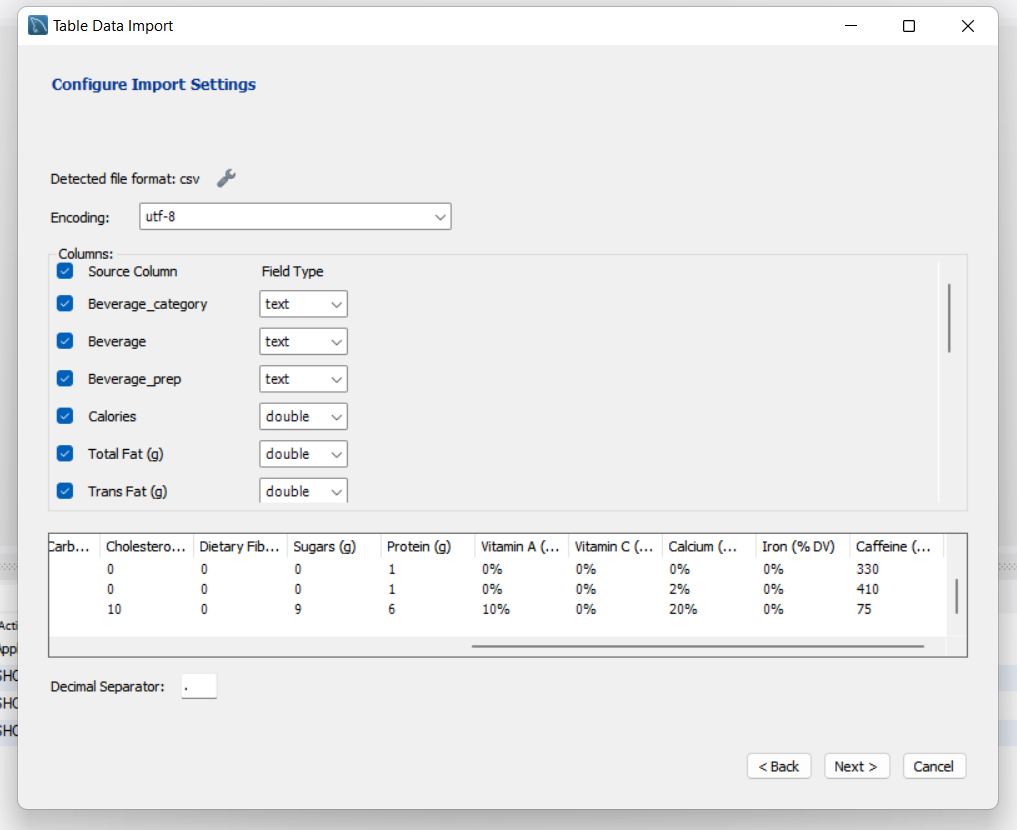 Table Data Import
Configure Import Settings
Detected file format: csv
Encoding: utf-8
Columns:
Source Column Field Type
Beverage_category text
Beverage text
Beverage_prep text
Calories double
Total Fat (g) double
Trans Fat (g) double
Carb... Cholestero... Dietary Fib... Sugars (g) Protein (g) Vitamin A (... Vitamin C (... Calcium (... Iron (% DV) Caffeine (...
0 0 0 1 0% 0% 0% 0% 330
0 0 0 1 0% 0% 2% 0% 410
10 0 9 6 10% 0% 20% 0% 75
Decimal Separator: .
< Back Next > Cancel
Acti
App
SHO
SHO
SHO